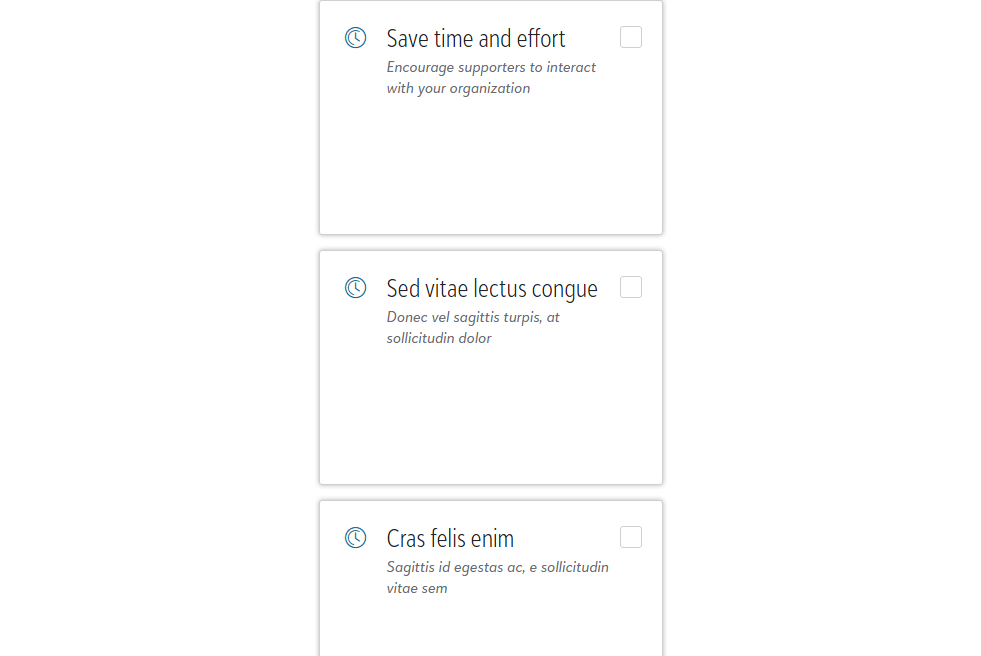 Save time and effort
Encourage supporters to interact
with your organization
Sed vitae lectus congue
Donec vel sagittis turpis, at
sollicitudin dolor
Cras felis enim
Sagittis id egestas ac, e sollicitudin
vitae sem